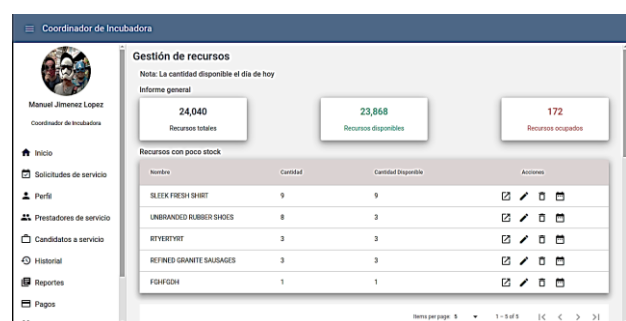 Coordinador de Incubadora
Manuel Jimenez Lopez
Coordinador de Incubadora
Inicio
Solicitudes de servicio
Perfil
Prestadores de servicio
Candidatos a servicio
Historial
Reportes
Pagos
Gestión de recursos
Nota: La cantidad disponible el día de hoy
Informe general
24,040
Recursos totales
23,868
Recursos disponibles
172
Recursos ocupados
Recursos con poco stock
Nombre Cantidad Cantidad Disponible Acciones
SLEEK FRESH SHIRT 9 9
UNBRANDED RUBBER SHOES 8 3
RTYERTYRT 3 3
REFINED GRANITE SAUSAGES 3 3
FGHFGDH 1 1
Items per page 5 1 – 5 of 5